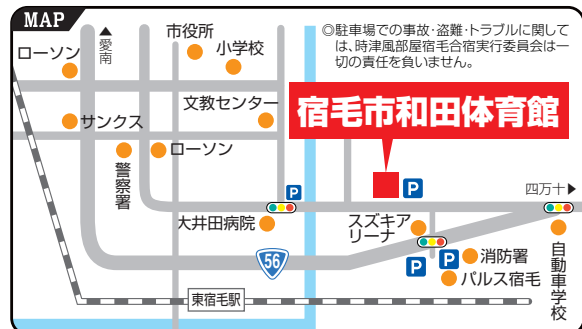 MAP
▲
愛南
ローソン
市役所
小学校
◎駐車場での事故・盗難・トラブルに関して
は、時津風部屋宿毛合宿実行委員会は一
切の責任を負いません。
文教センター
宿毛市和田体育館
サンクス
ローソン
警察署
P
P
四万十▶
大井田病院
スズキア
リーナ
56
P
P
消防署
パルス宿毛
自動車学校
東宿毛駅